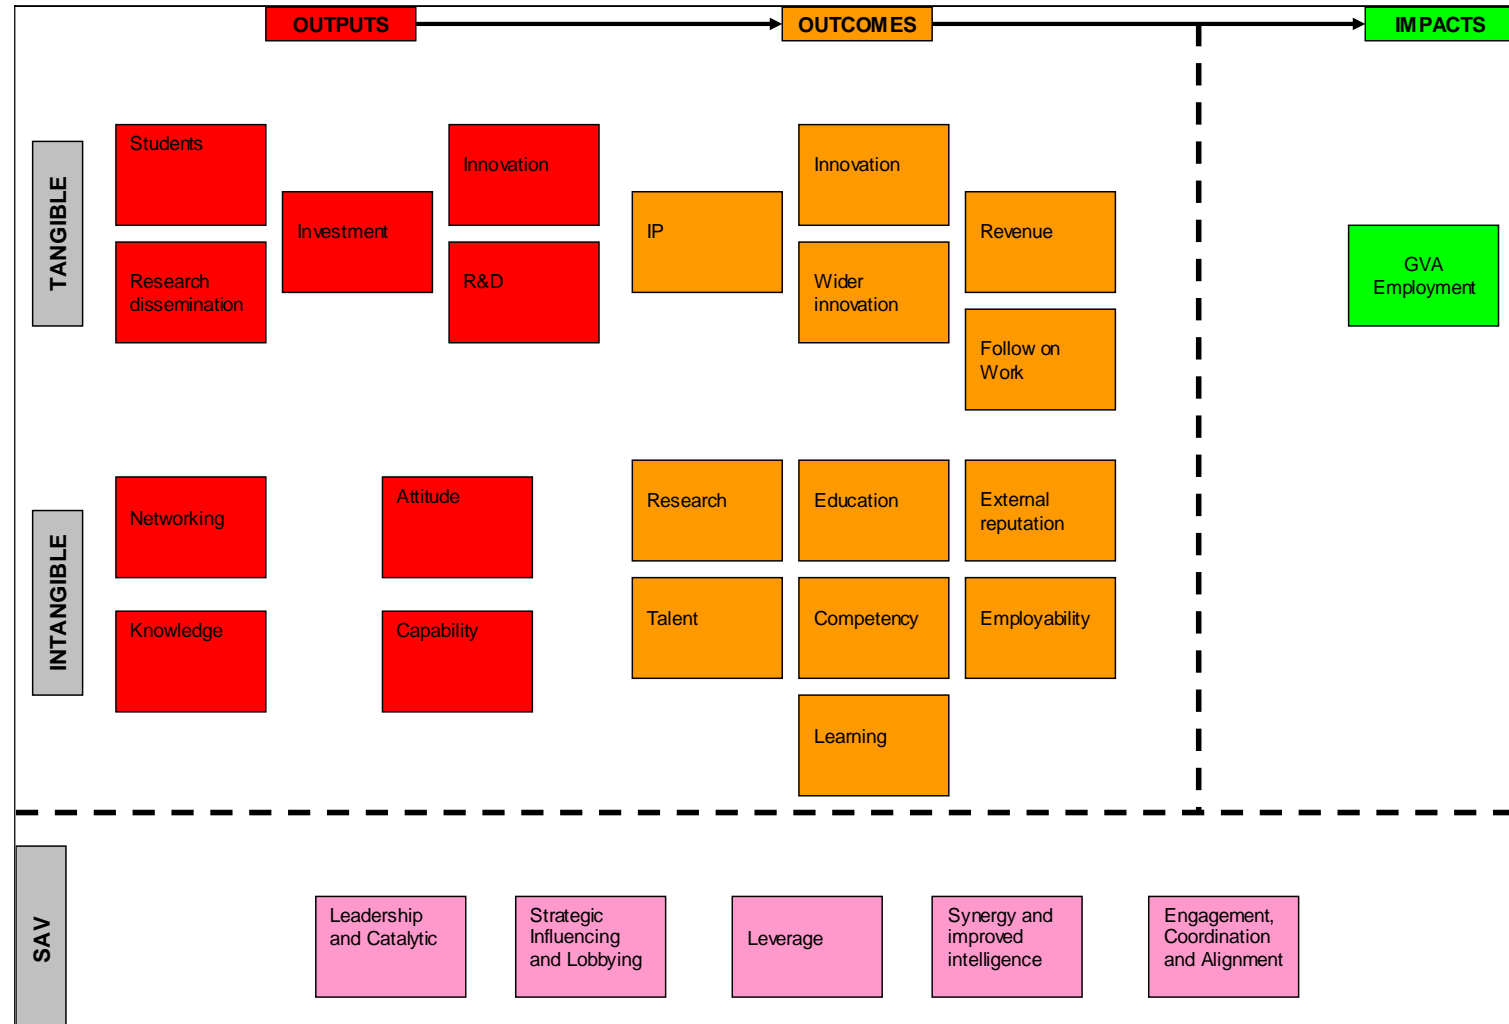 OUTPUTS
OUTCOMES
IMPACTS
TANGIBLE
Students
Research
dissemination
Investment
Innovation
R&D
IP
Innovation
Wider
innovation
Revenue
Follow on
Work
GVA
Employment
INTANGIBLE
Networking
Knowledge
Attitude
Capability
Research
Education
External
reputation
Talent
Competency
Employability
Learning
SAV
Leadership
and Catalytic
Strategic
Influencing
and Lobbying
Leverage
Synergy and
improved
intelligence
Engagement,
Coordination
and Alignment